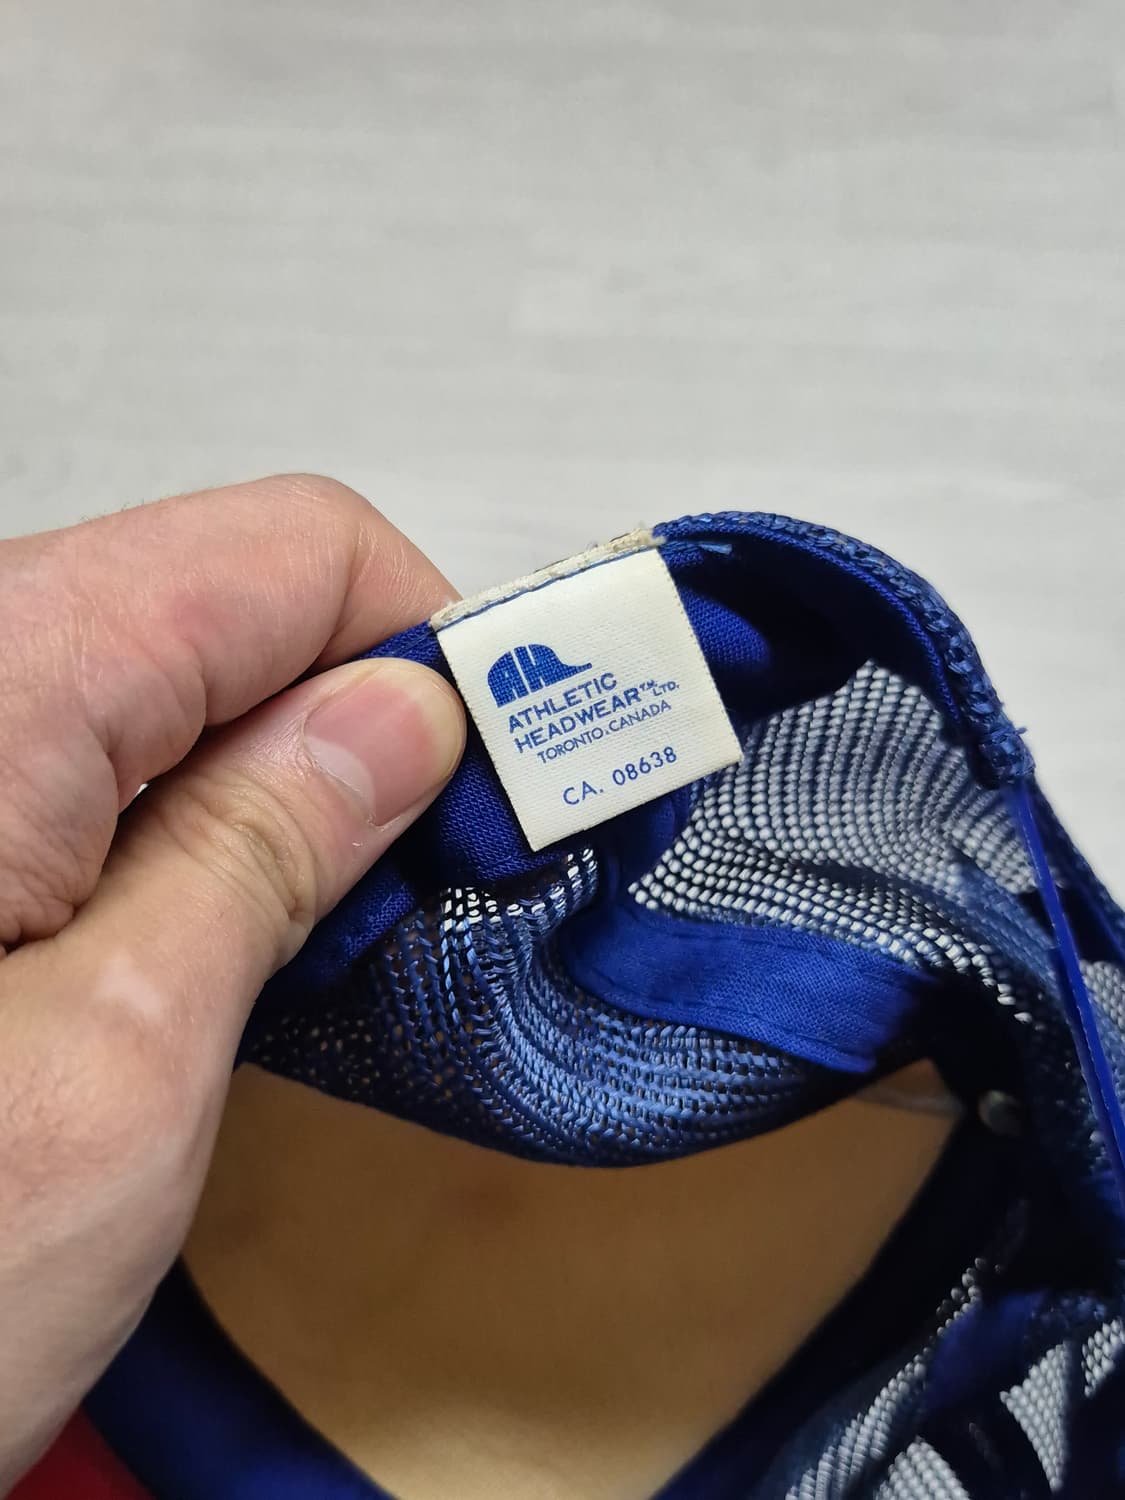 AH
ATHLETIC
HEADWEAR™ LTD.
TORONTO, CANADA
CA. 08638